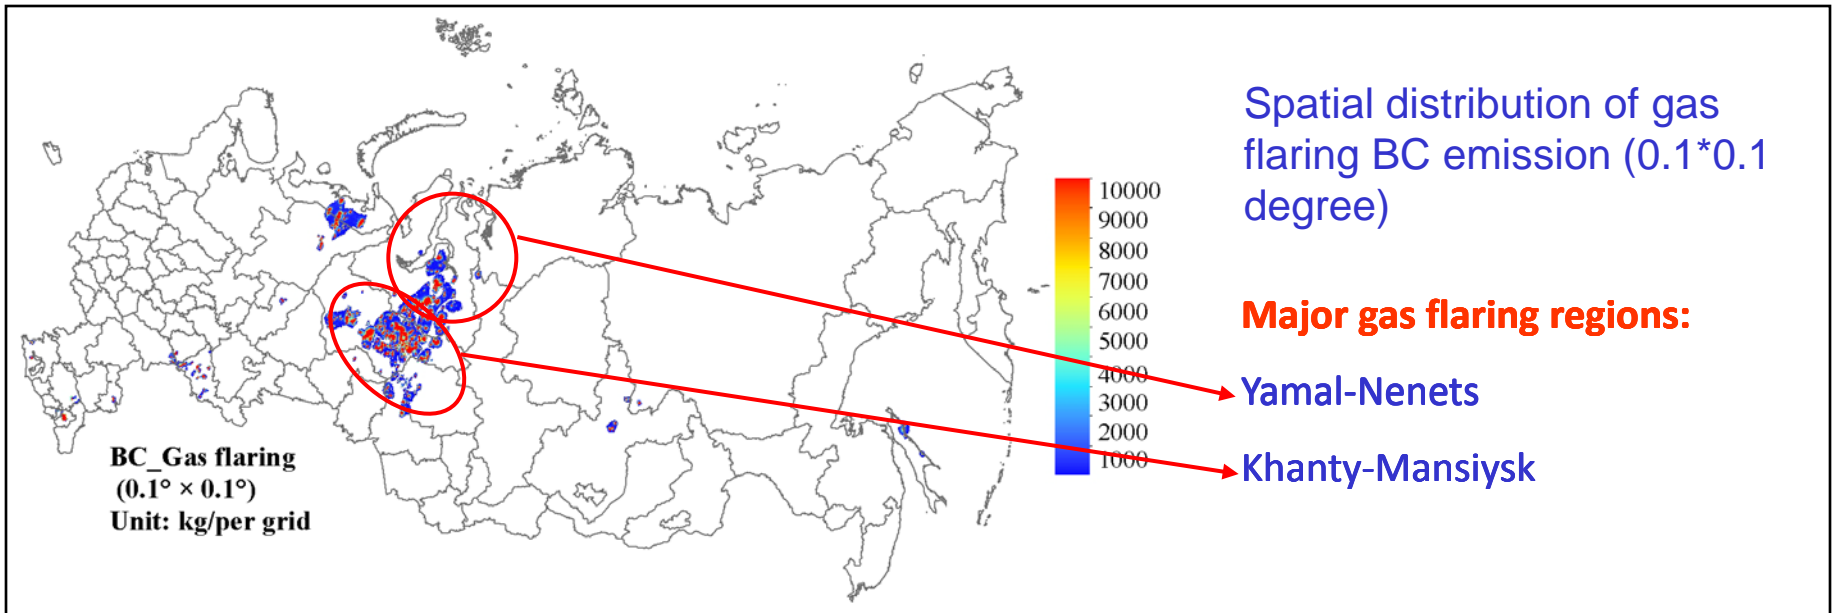 BC_Gas flaring
(0.1° × 0.1°)
Unit: kg/per grid
10000
9000
8000
7000
6000
5000
4000
3000
2000
1000
Spatial distribution of gas
flaring BC emission (0.1*0.1
degree)
Major gas flaring regions:
Yamal-Nenets
Khanty-Mansiysk